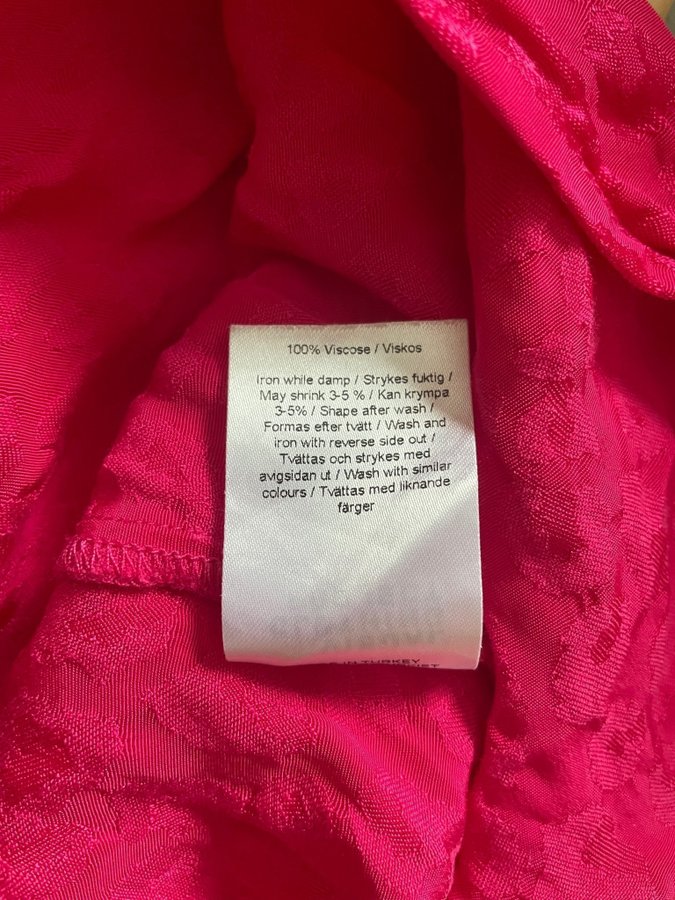 100% Viscose / Viskos
Iron while damp / Strykes fuktig /
May shrink 3-5 % / Kan krympa
3-5% / Shape after wash /
Formas efter tvätt / Wash and
iron with reverse side out /
Tvättas och strykes med
avigsidan ut / Wash with similar
colours / Tvättas med liknande
färger
IN TURKEY